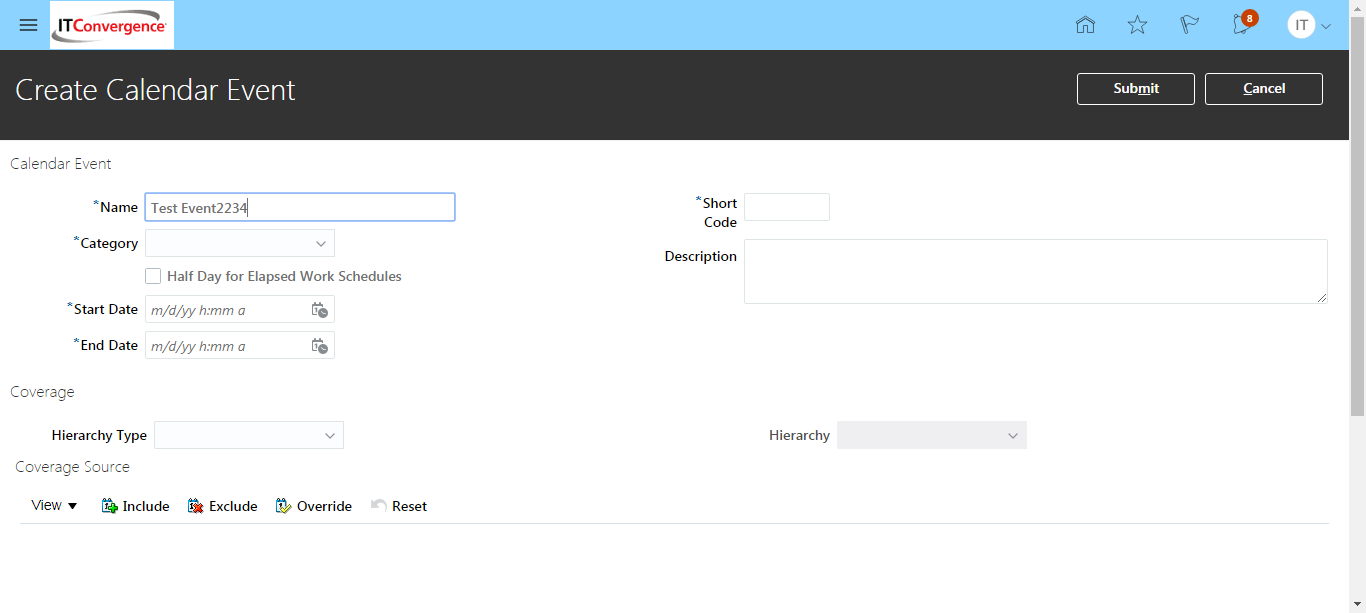 ITConvergence
8
IT
Create Calendar Event
Submit
Cancel
Calendar Event
*Name
Test Event2234
*Short
Code
*Category
Description
Half Day for Elapsed Work Schedules
*Start Date
m/d/yy h:mm a
*End Date
m/d/yy h:mm a
Coverage
Hierarchy Type
Hierarchy
Coverage Source
View
Include
Exclude
Override
Reset